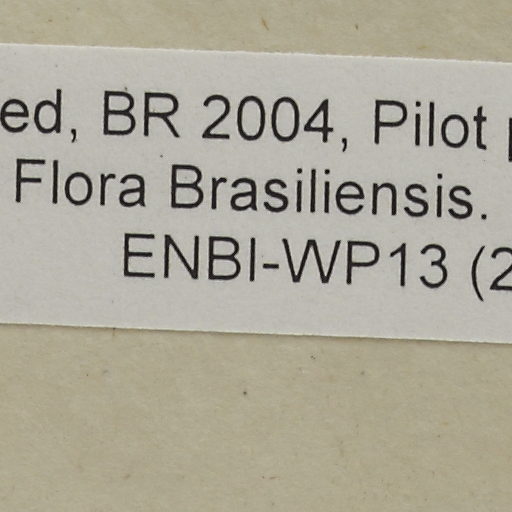 ed, BR 2004, Pilot
Flora Brasiliensis.
ENBI-WP13 (2